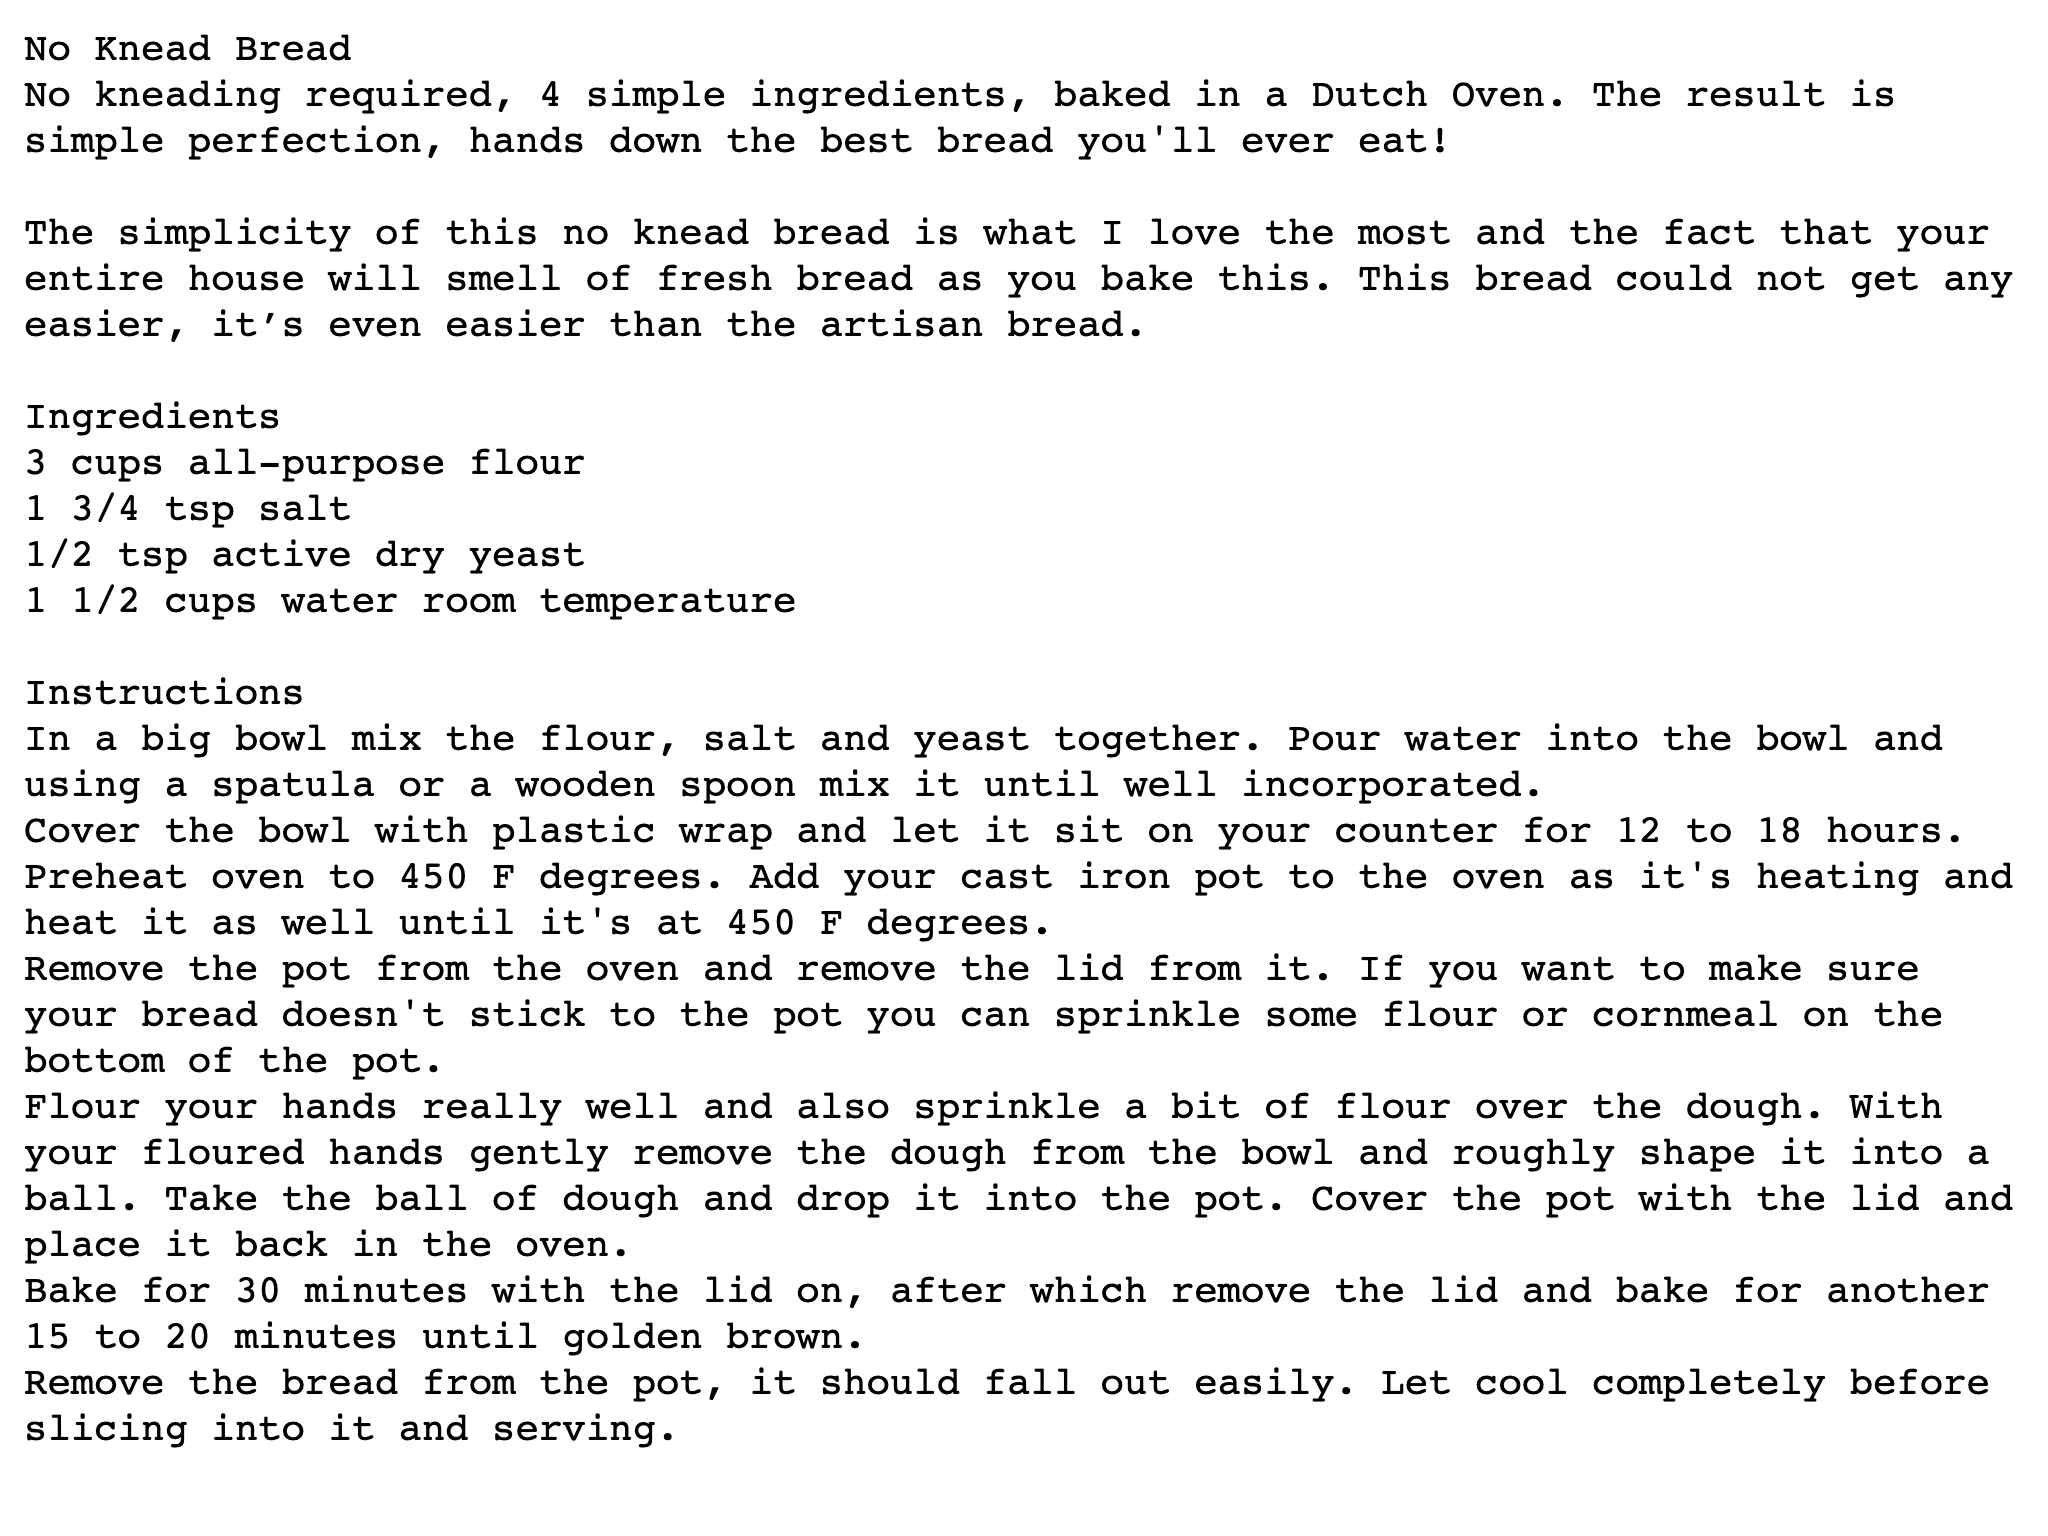 No Knead Bread
No kneading required, 4 simple ingredients, baked in a Dutch Oven. The result is
simple perfection, hands down the best bread you'll ever eat!

The simplicity of this no knead bread is what I love the most and the fact that your
entire house will smell of fresh bread as you bake this. This bread could not get any
easier, it’s even easier than the artisan bread.

Ingredients
3 cups all-purpose flour
1 3/4 tsp salt
1/2 tsp active dry yeast
1 1/2 cups water room temperature

Instructions
In a big bowl mix the flour, salt and yeast together. Pour water into the bowl and
using a spatula or a wooden spoon mix it until well incorporated.
Cover the bowl with plastic wrap and let it sit on your counter for 12 to 18 hours.
Preheat oven to 450 F degrees. Add your cast iron pot to the oven as it's heating and
heat it as well until it's at 450 F degrees.
Remove the pot from the oven and remove the lid from it. If you want to make sure
your bread doesn't stick to the pot you can sprinkle some flour or cornmeal on the
bottom of the pot.
Flour your hands really well and also sprinkle a bit of flour over the dough. With
your floured hands gently remove the dough from the bowl and roughly shape it into a
ball. Take the ball of dough and drop it into the pot. Cover the pot with the lid and
place it back in the oven.
Bake for 30 minutes with the lid on, after which remove the lid and bake for another
15 to 20 minutes until golden brown.
Remove the bread from the pot, it should fall out easily. Let cool completely before
slicing into it and serving.